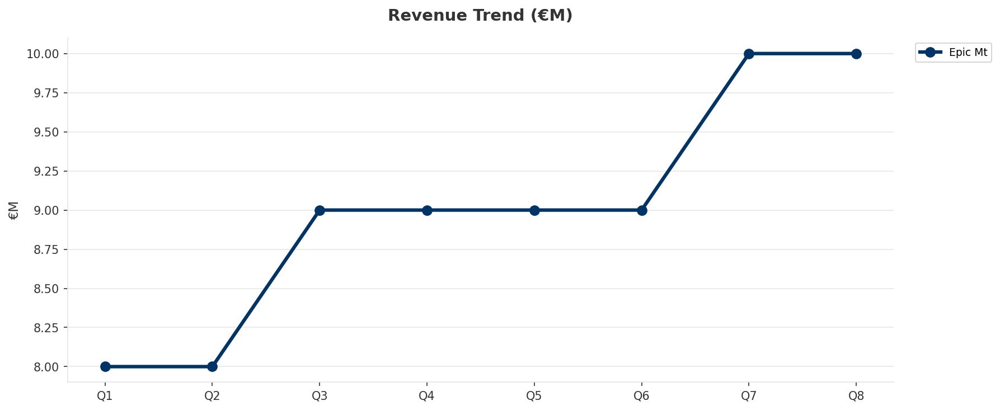 Revenue Trend (€M)
10.00
9.75
9.50
9.25
9.00
8.75
8.50
8.25
8.00
€M
Q1 Q2 Q3 Q4 Q5 Q6 Q7 Q8
Epic Mt